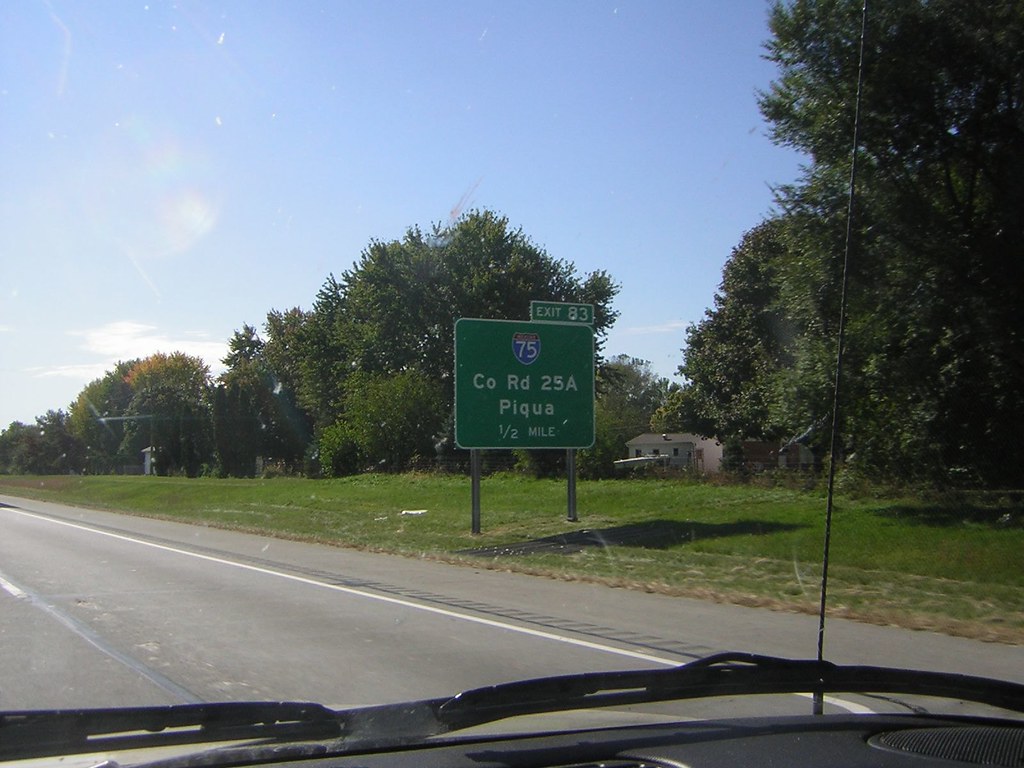 EXIT 83
75
Co Rd 25A
Piqua
1/2 MILE